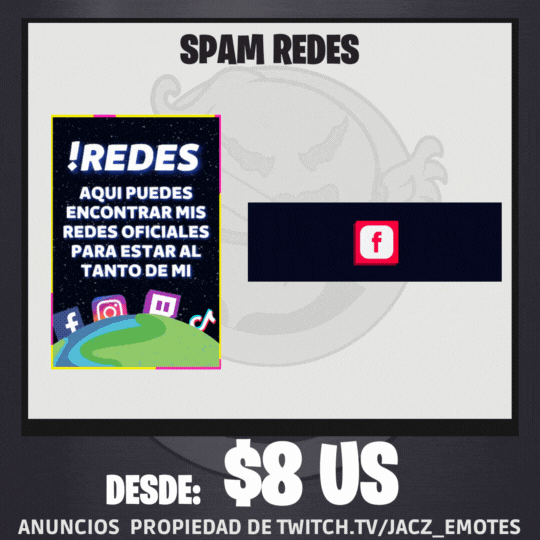 SPAM REDES
!REDES
AQUI PUEDES
ENCONTRAR MIS
REDES OFICIALES
PARA ESTAR AL
TANTO DE MI
DESDE: $8 US
ANUNCIOS PROPIEDAD DE TWITCH.TV/JACZ_EMOTES